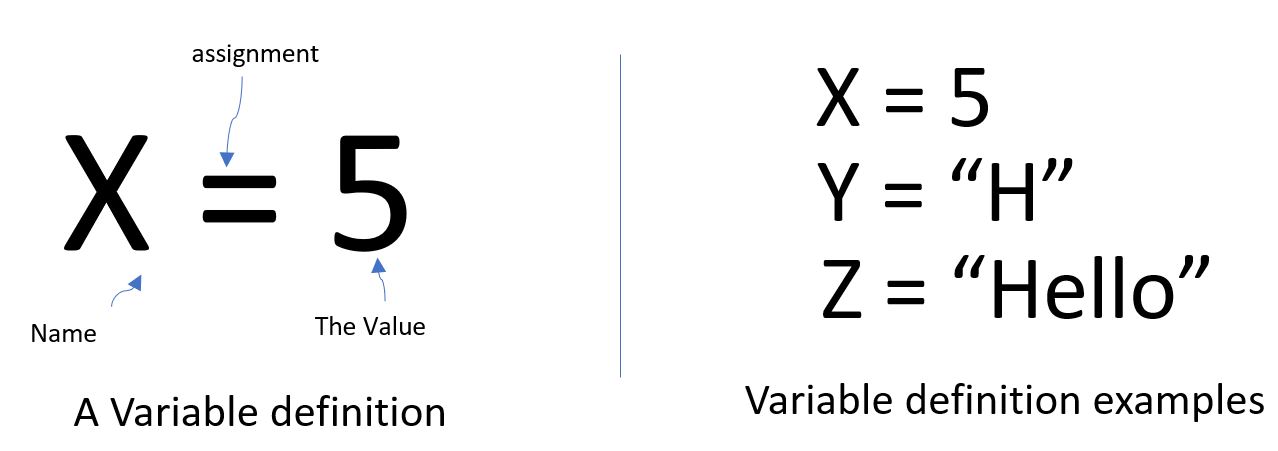 assignment
X = 5
Name
The Value
A Variable definition
X = 5
Y = “H”
Z = “Hello”
Variable definition examples